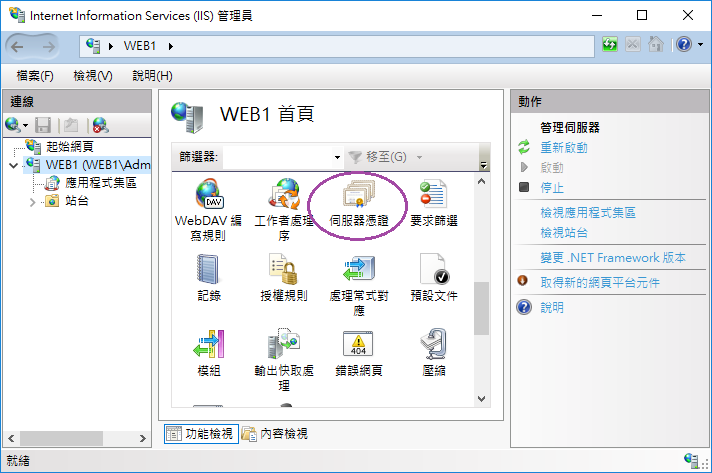 Internet Information Services (IIS) 管理員
WEB1
檔案(F) 檢視(V) 說明(H)
連線
起始網頁
WEB1 (WEB1\Adm
應用程式集區
站台
WEB1 首頁
篩選器:
移至(G)
WebDAV 編
寫規則
工作者處理
序
伺服器憑證
要求篩選
記錄
授權規則
處理常式對
應
預設文件
模組
輸出快取處
理
404
錯誤網頁
壓縮
功能檢視
內容檢視
動作
管理伺服器
重新啟動
啟動
停止
檢視應用程式集區
檢視站台
變更 .NET Framework 版本
取得新的網頁平台元件
說明
就緒